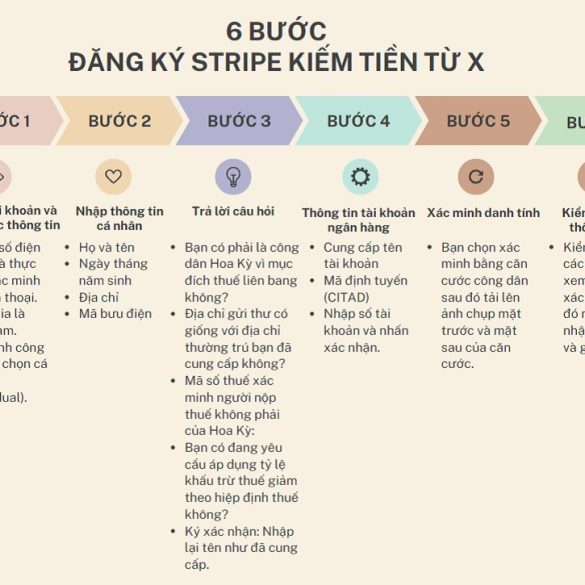 6 BƯỚC
ĐĂNG KÝ STRIPE KIẾM TIỀN TỪ X
ỚC 1
BƯỚC 2
BƯỚC 3
BƯỚC 4
BƯỚC 5
BƯ
i khoản và
c thông tin
số điện
à thực
ác minh
thoại.
ia là
am.
nh công
chọn cá
dual).
Nhập thông tin
cá nhân
• Họ và tên
• Ngày tháng
năm sinh
• Địa chỉ
• Mã bưu điện
Trả lời câu hỏi
• Bạn có phải là công
dân Hoa Kỳ vì mục
đích thuế liên bang
không?
• Địa chỉ gửi thư có
giống với địa chỉ
thường trú bạn đã
cung cấp không?
• Mã số thuế xác
minh người nộp
thuế không phải
của Hoa Kỳ:
• Bạn có đang yêu
cầu áp dụng tỷ lệ
khấu trừ thuế giảm
theo hiệp định thuế
không?
• Ký xác nhận: Nhập
lại tên như đã cung
cấp.
Thông tin tài khoản
ngân hàng
• Cung cấp tên
tài khoản
• Mã định tuyến
(CITAD)
• Nhập số tài
khoản và nhấn
xác nhận.
Xác minh danh tính
• Bạn chọn xác
minh bằng căn
cước công dân
sau đó tải lên
ảnh chụp mặt
trước và mặt
sau của căn
cước.
Kiể
thô
• Kiể
các
xem
xác
đó n
nhậ
và g